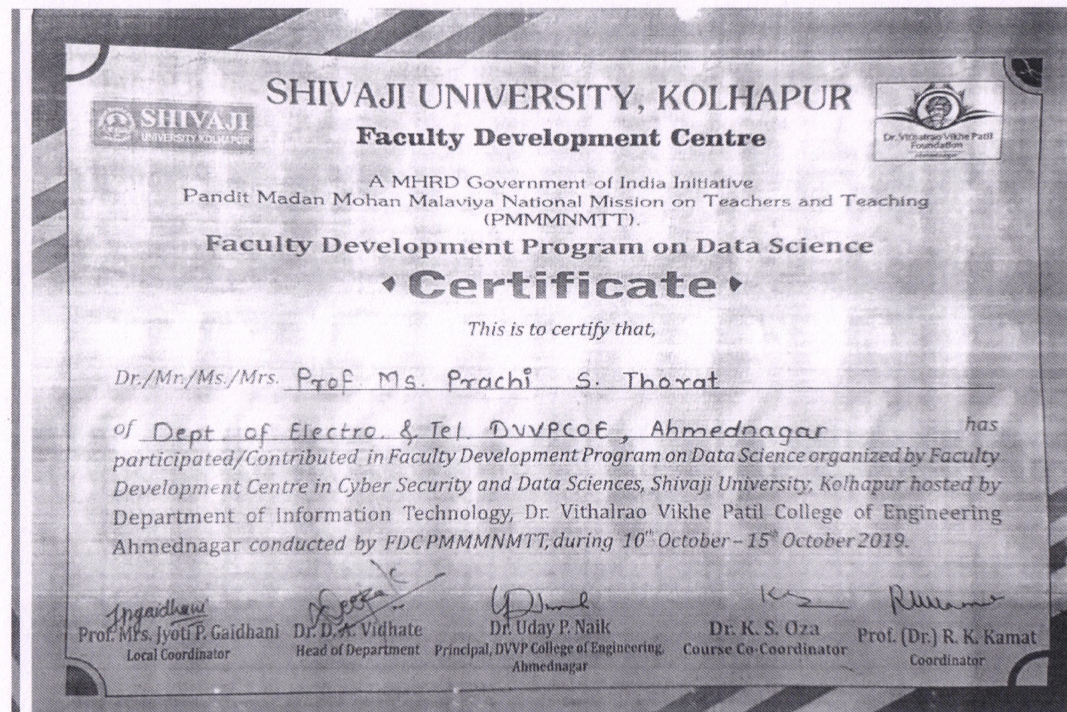 SHIVAJI UNIVERSITY, KOLHAPUR
SHIVAJI
UNIVERSITY KOLHAPUR
Dr. Vithalrao Vikhe Patil
Foundation
Ahmednagar
Faculty Development Centre
A MHRD Government of India Initiative
Pandit Madan Mohan Malaviya National Mission on Teachers and Teaching
(PMMMNMTT).
Faculty Development Program on Data Science
Certificate
This is to certify that,
Dr./Mr./Ms./Mrs. Prof. Ms. Prachi S. Thorat
of Dept. of Electro. & Tel DVVPCOE, Ahmednagar has
participated/Contributed in Faculty Development Program on Data Science organized by Faculty
Development Centre in Cyber Security and Data Sciences, Shivaji University, Kolhapur hosted by
Department of Information Technology, Dr. Vithalrao Vikhe Patil College of Engineering
Ahmednagar conducted by FDC PMMMNMTT, during 10th October – 15th October 2019.
Prof. Mrs. Jyoti P. Gaidhani
Local Coordinator
Dr. D. A. Vidhate
Head of Department
Dr. Uday P. Naik
Principal, DVVP College of Engineering,
Ahmednagar
Dr. K. S. Oza
Course Co-Coordinator
Prof. (Dr.) R. K. Kamat
Coordinator